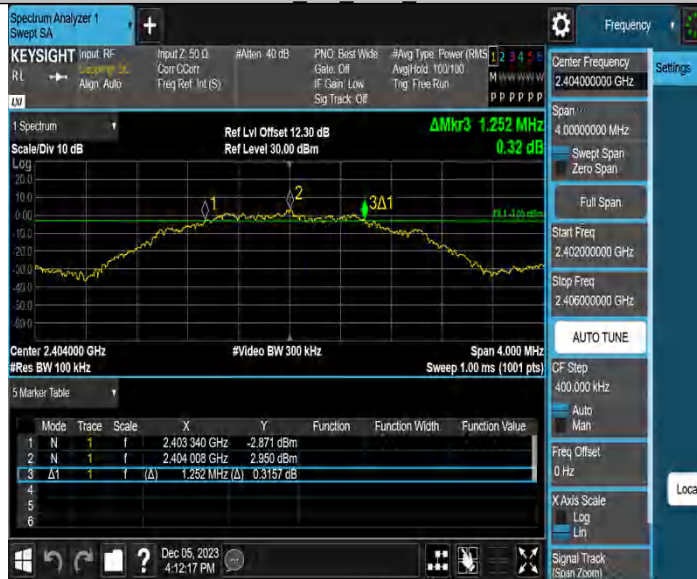 Spectrum Analyzer 1
Swept SA
+
Frequency
KEYSIGHT Input: RF
RL
Align: Auto
LXI
Input Z: 50 Ω
Corr CCorr
Freq Ref: Int (S)
#Atten: 40 dB
PNO: Best Wide
Gate: Off
IF Gain: Low
Sig Track: Off
#Avg Type: Power (RMS
Avg|Hold: 100/100
Trig: Free Run
1 2 3 4 5 6
M W W W W W
P P P P P P
1 Spectrum
Scale/Div 10 dB
Ref Lvl Offset 12.30 dB
Ref Level 30.00 dBm
ΔMkr3 1.252 MHz
0.32 dB
Log
20.0
10.0
0.00
-10.0
-20.0
-30.0
-40.0
-50.0
-60.0
1
2
3Δ1
DL1 -3.05 dBm
Center 2.404000 GHz
#Res BW 100 kHz
#Video BW 300 kHz
Span 4.000 MHz
Sweep 1.00 ms (1001 pts)
5 Marker Table
Mode Trace Scale X Y Function Function Width Function Value
1 N 1 f 2.403 340 GHz -2.871 dBm
2 N 1 f 2.404 008 GHz 2.950 dBm
3 Δ1 1 f (Δ) 1.252 MHz (Δ) 0.3157 dB
4
5
6
Dec 05, 2023
4:12:17 PM
?
Center Frequency
2.404000000 GHz
Settings
Span
4.00000000 MHz
Swept Span
Zero Span
Full Span
Start Freq
2.402000000 GHz
Stop Freq
2.406000000 GHz
AUTO TUNE
CF Step
400.000 kHz
Auto
Man
Freq Offset
0 Hz
X Axis Scale
Log
Lin
Signal Track
(Span Zoom)
Loca